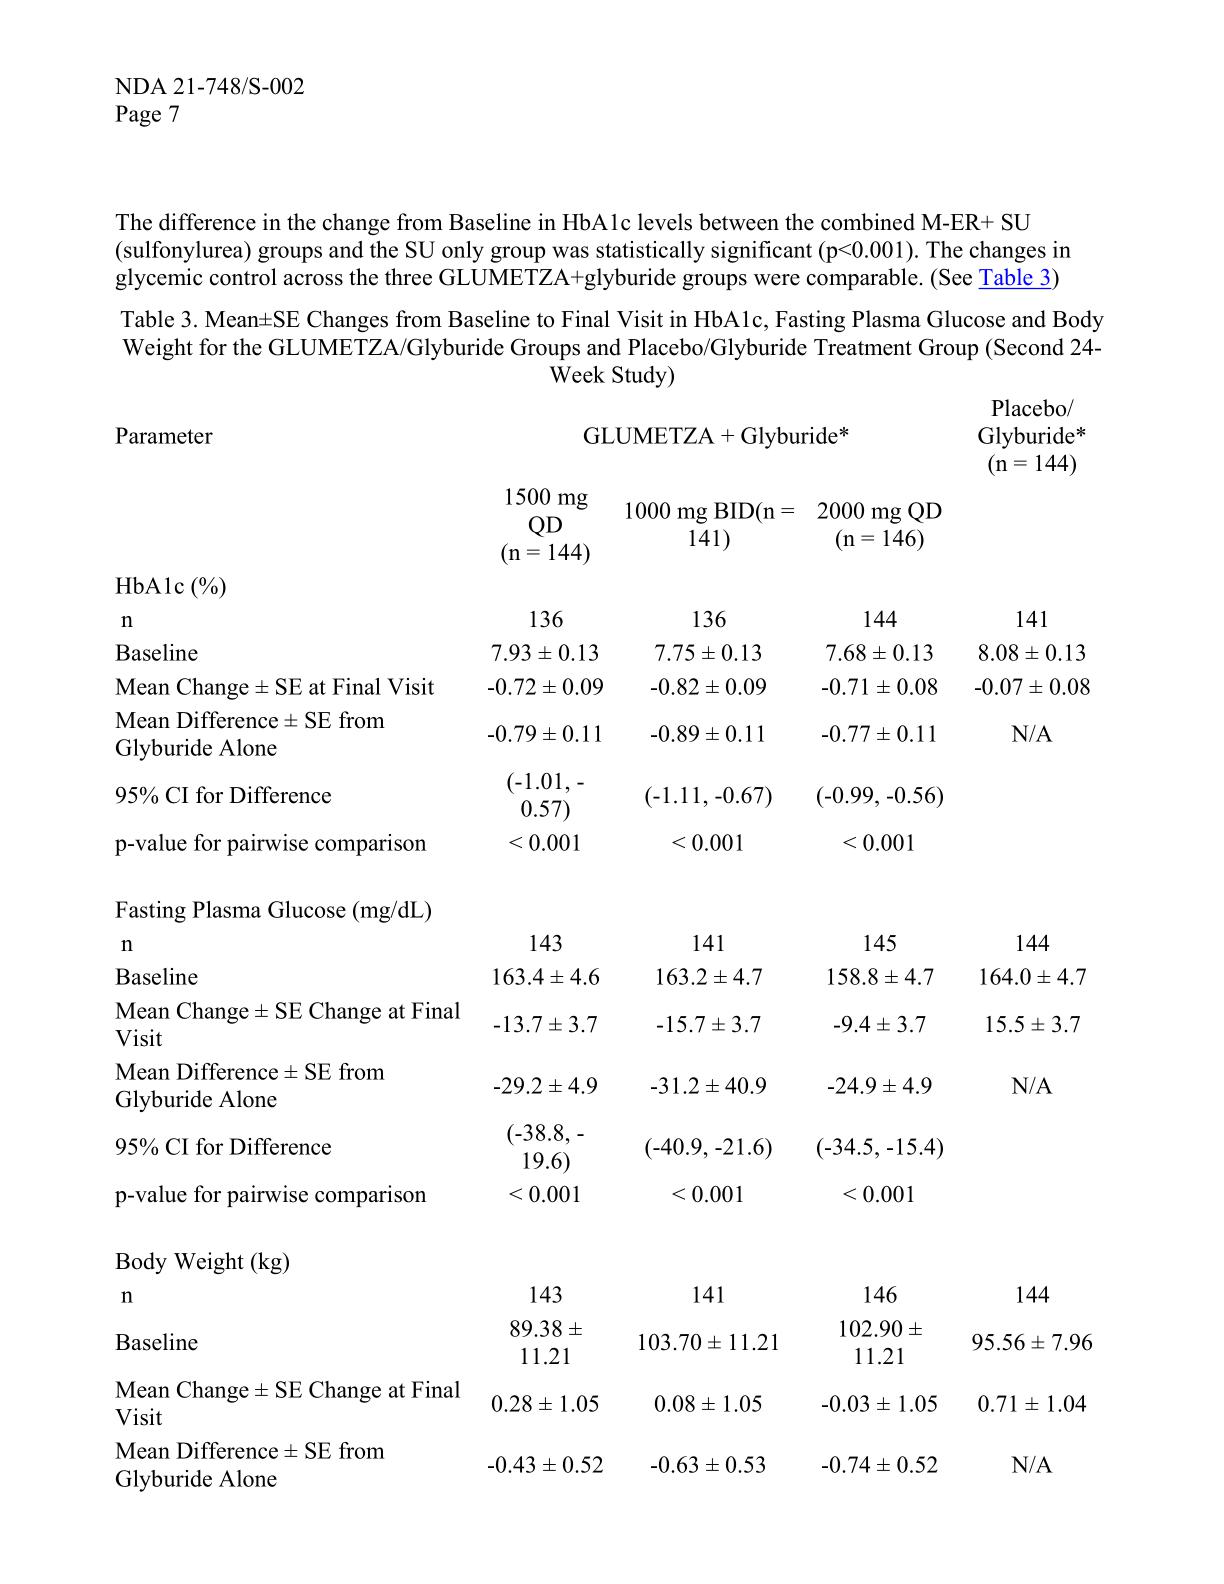 NDA 21-748/S-002
Page 7
The difference in the change from Baseline in HbA1c levels between the combined M-ER+ SU
(sulfonylurea) groups and the SU only group was statistically significant (p<0.001). The changes in
glycemic control across the three GLUMETZA+glyburide groups were comparable. (See Table 3)
Table 3. Mean±SE Changes from Baseline to Final Visit in HbA1c, Fasting Plasma Glucose and Body
Weight for the GLUMETZA/Glyburide Groups and Placebo/Glyburide Treatment Group (Second 24-
Week Study)
Parameter GLUMETZA + Glyburide* Placebo/
Glyburide*
(n = 144)
1500 mg
QD
(n = 144)
1000 mg BID(n =
141)
2000 mg QD
(n = 146)
HbA1c (%)
n 136 136 144 141
Baseline 7.93 ± 0.13 7.75 ± 0.13 7.68 ± 0.13 8.08 ± 0.13
Mean Change ± SE at Final Visit -0.72 ± 0.09 -0.82 ± 0.09 -0.71 ± 0.08 -0.07 ± 0.08
Mean Difference ± SE from
Glyburide Alone
-0.79 ± 0.11 -0.89 ± 0.11 -0.77 ± 0.11 N/A
95% CI for Difference
(-1.01, -
0.57)
(-1.11, -0.67) (-0.99, -0.56)
p-value for pairwise comparison < 0.001 < 0.001 < 0.001
Fasting Plasma Glucose (mg/dL)
n 143 141 145 144
Baseline 163.4 ± 4.6 163.2 ± 4.7 158.8 ± 4.7 164.0 ± 4.7
Mean Change ± SE Change at Final
Visit
-13.7 ± 3.7 -15.7 ± 3.7 -9.4 ± 3.7 15.5 ± 3.7
Mean Difference ± SE from
Glyburide Alone
-29.2 ± 4.9 -31.2 ± 40.9 -24.9 ± 4.9 N/A
95% CI for Difference
(-38.8, -
19.6)
(-40.9, -21.6) (-34.5, -15.4)
p-value for pairwise comparison < 0.001 < 0.001 < 0.001
Body Weight (kg)
n 143 141 146 144
Baseline
89.38 ±
11.21
103.70 ± 11.21
102.90 ±
11.21
95.56 ± 7.96
Mean Change ± SE Change at Final
Visit
0.28 ± 1.05 0.08 ± 1.05 -0.03 ± 1.05 0.71 ± 1.04
Mean Difference ± SE from
Glyburide Alone
-0.43 ± 0.52 -0.63 ± 0.53 -0.74 ± 0.52 N/A